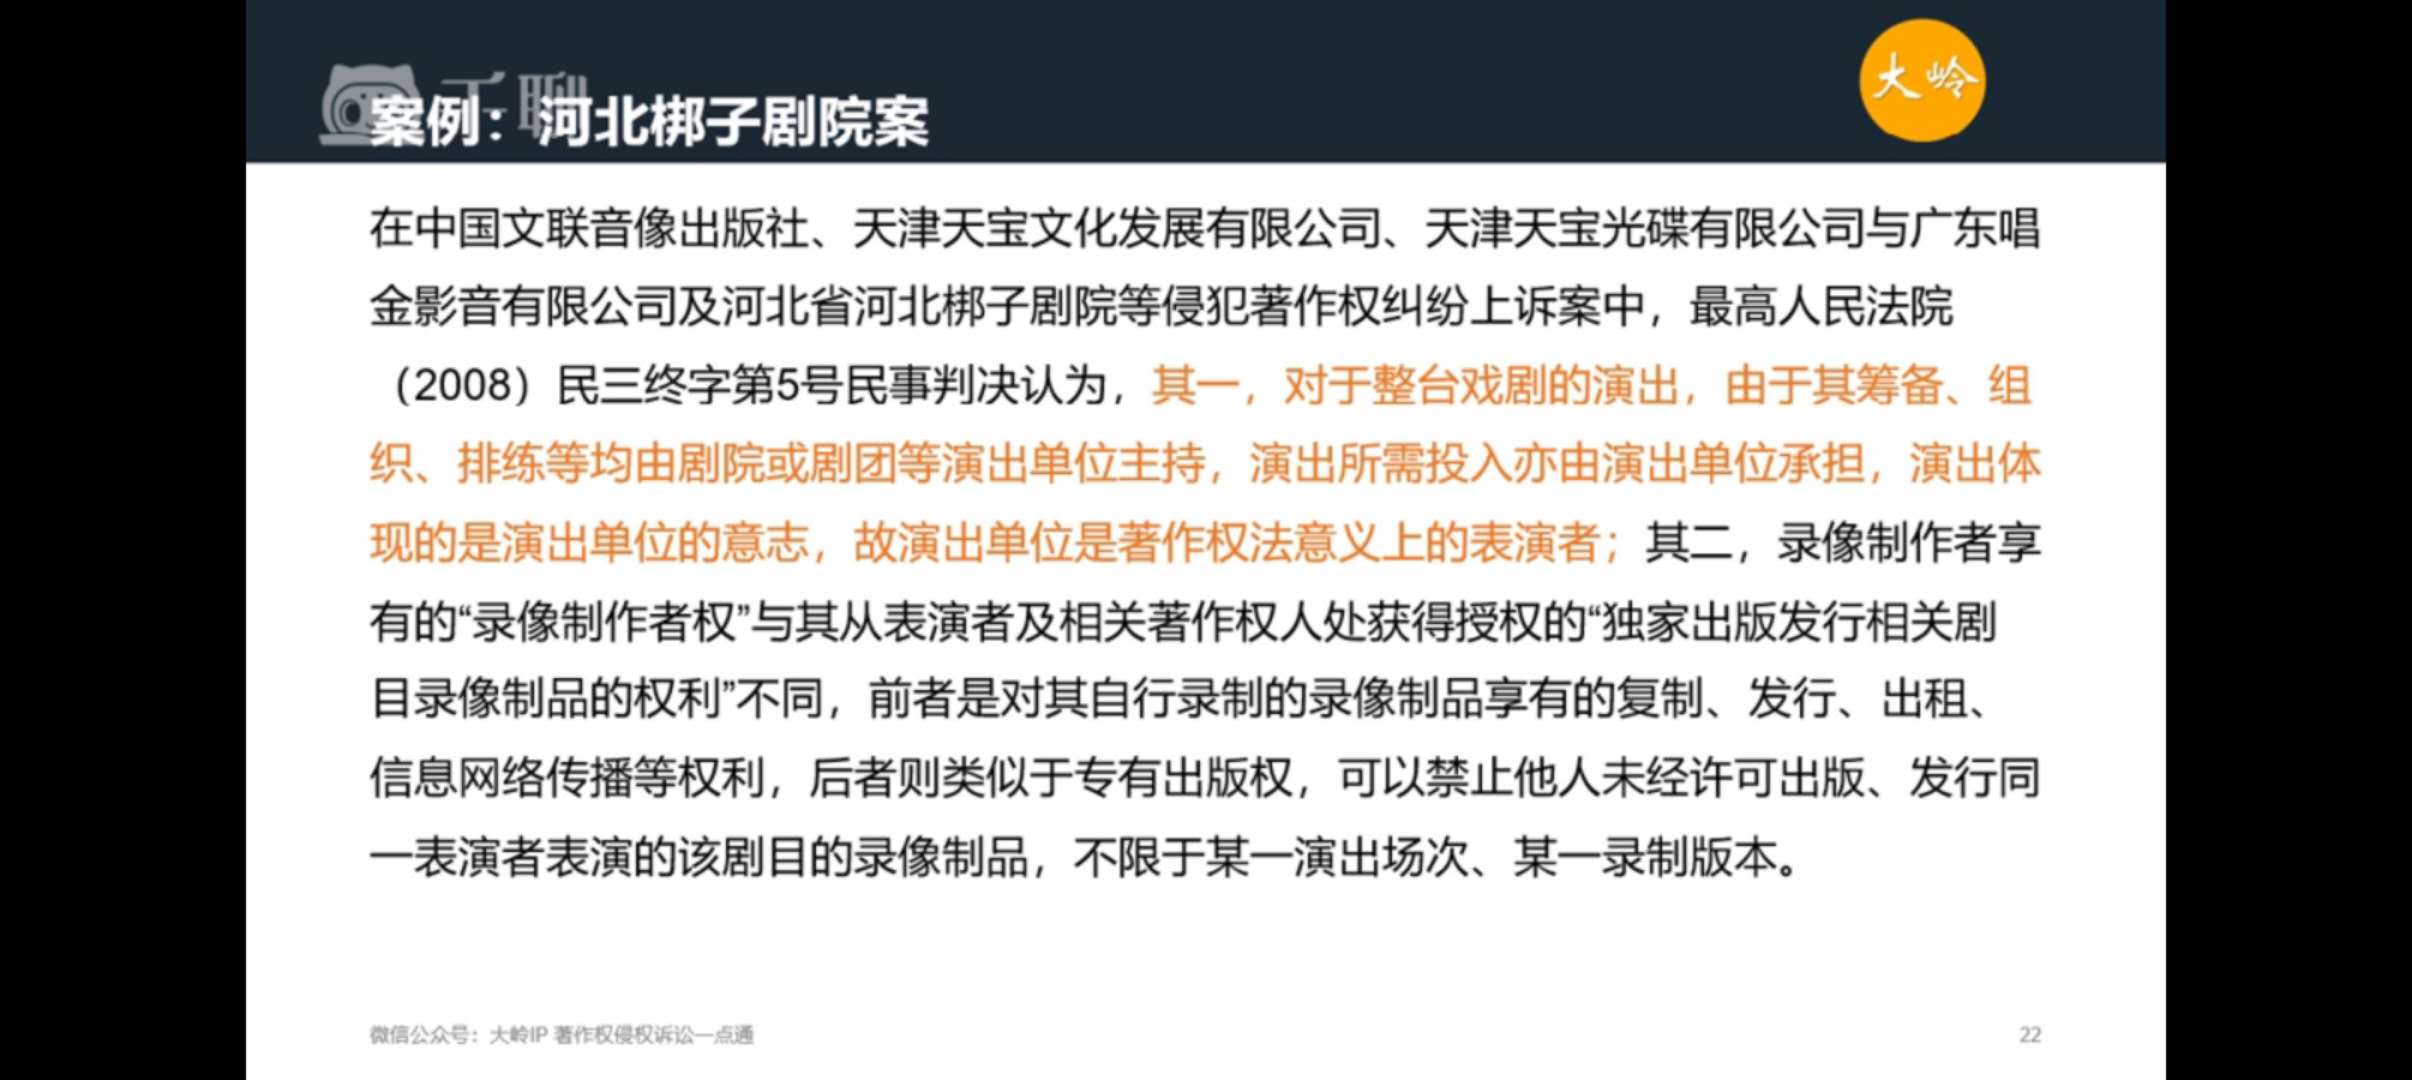 千聊
大岭
案例：河北梆子剧院案
在中国文联音像出版社、天津天宝文化发展有限公司、天津天宝光碟有限公司与广东唱
金影音有限公司及河北省河北梆子剧院等侵犯著作权纠纷上诉案中，最高人民法院
（2008）民三终字第5号民事判决认为，其一，对于整台戏剧的演出，由于其筹备、组
织、排练等均由剧院或剧团等演出单位主持，演出所需投入亦由演出单位承担，演出体
现的是演出单位的意志，故演出单位是著作权法意义上的表演者；其二，录像制作者享
有的“录像制作者权”与其从表演者及相关著作权人处获得授权的“独家出版发行相关剧
目录像制品的权利”不同，前者是对其自行录制的录像制品享有的复制、发行、出租、
信息网络传播等权利，后者则类似于专有出版权，可以禁止他人未经许可出版、发行同
一表演者表演的该剧目的录像制品，不限于某一演出场次、某一录制版本。
微信公众号：大岭IP 著作权侵权诉讼一点通
22